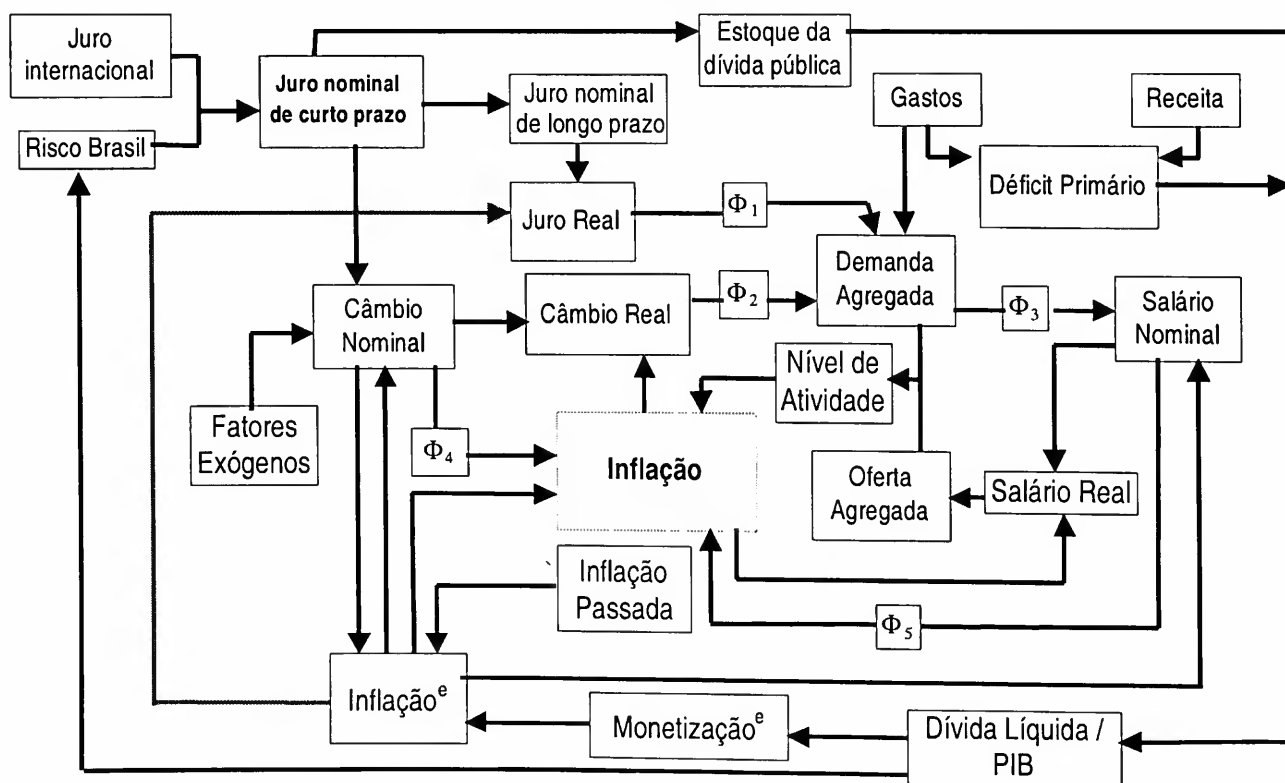 Juro
internacional
Estoque da
dívida pública
Juro nominal
de curto prazo
Juro nominal
de longo prazo
Gastos
Receita
Risco Brasil
Déficit Primário
Juro Real
Φ1
Demanda
Agregada
Câmbio
Nominal
Câmbio Real
Φ2
Φ3
Salário
Nominal
Nível de
Atividade
Fatores
Exógenos
Φ4
Inflação
Oferta
Agregada
Salário Real
Inflação
Passada
Φ5
Inflaçãoᵉ
Monetizaçãoᵉ
Dívida Líquida /
PIB